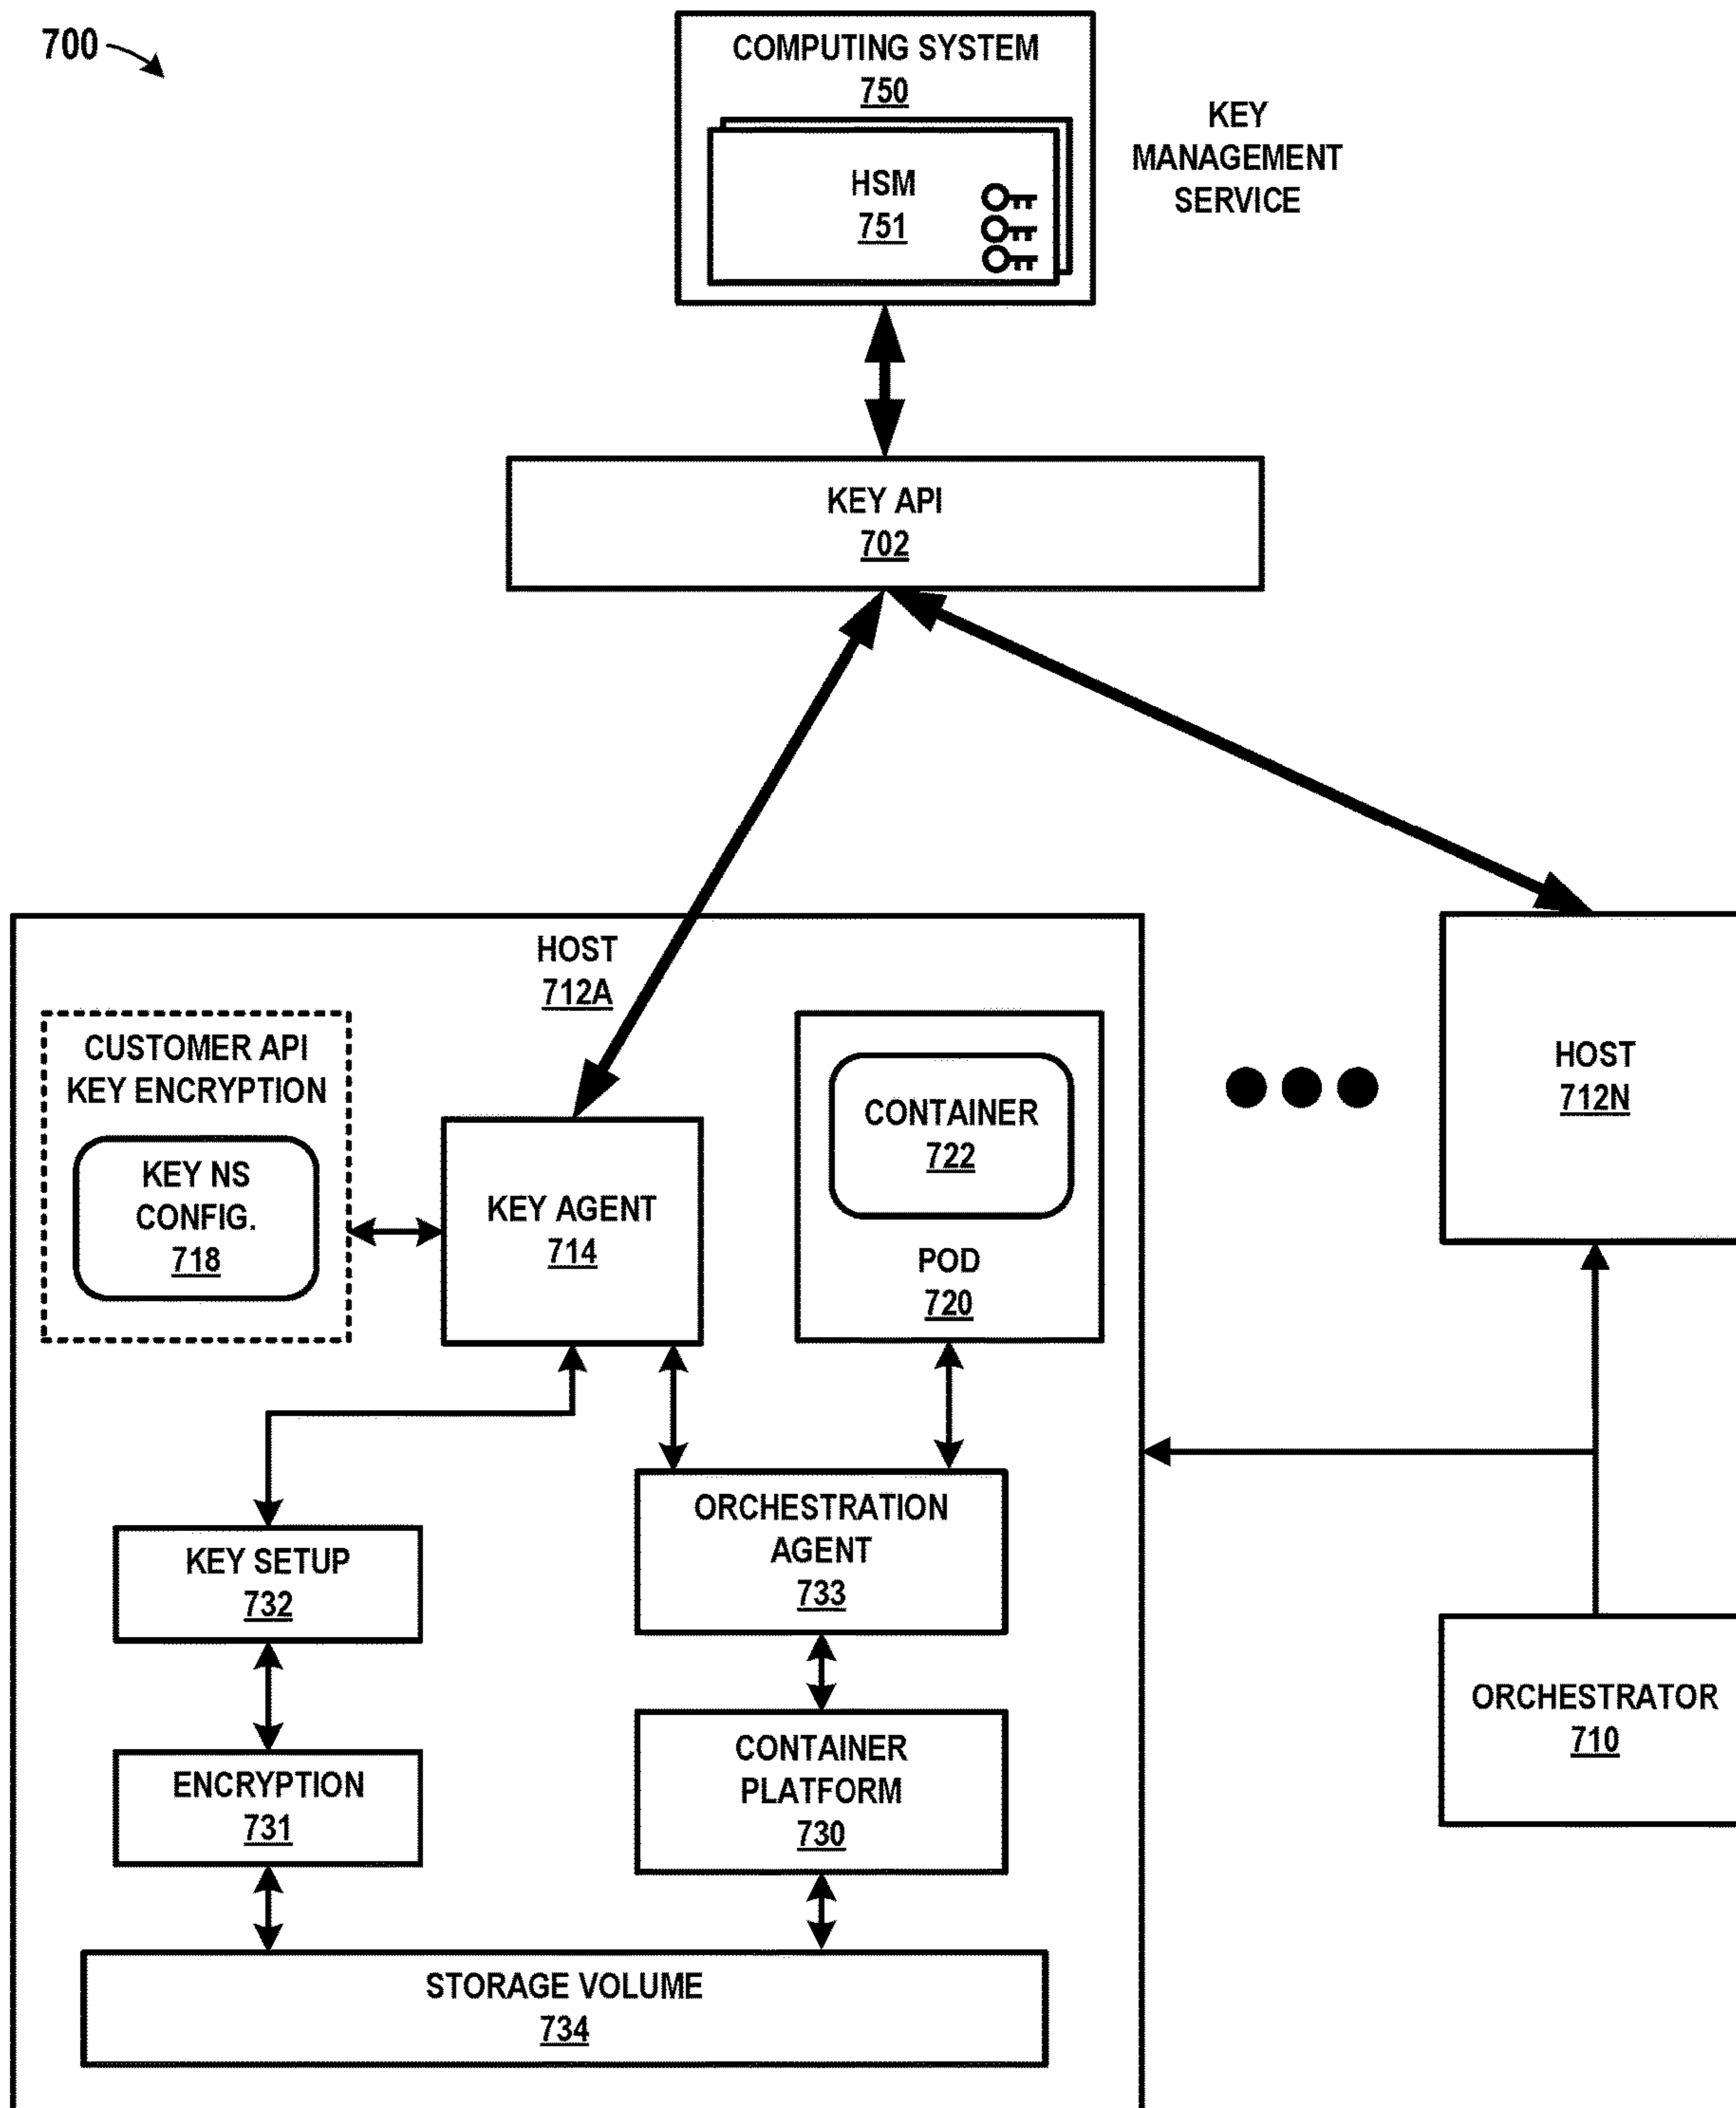 700
COMPUTING SYSTEM
750
HSM
751
KEY
MANAGEMENT
SERVICE
KEY API
702
HOST
712A
CUSTOMER API
KEY ENCRYPTION
KEY NS
CONFIG.
718
KEY AGENT
714
CONTAINER
722
POD
720
HOST
712N
KEY SETUP
732
ORCHESTRATION
AGENT
733
ENCRYPTION
731
CONTAINER
PLATFORM
730
ORCHESTRATOR
710
STORAGE VOLUME
734